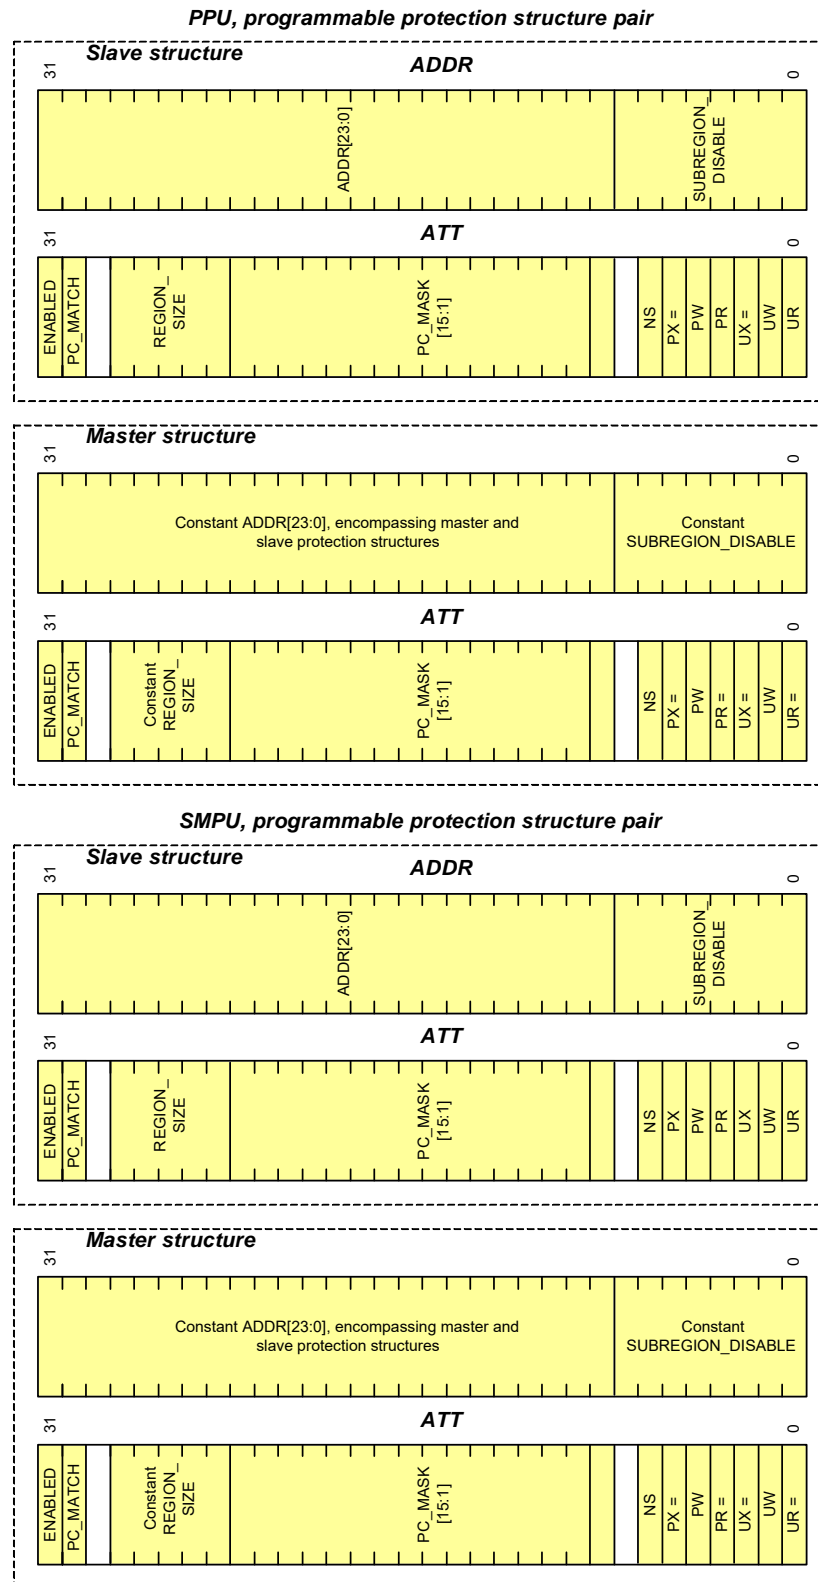 PPU, programmable protection structure pair
Slave structure
ADDR
31
0
ADDR[23:0]
SUBREGION_
DISABLE
ATT
31
0
ENABLED
PC_MATCH
REGION_
SIZE
PC_MASK
[15:1]
NS
PX =
PW
PR
UX =
UW
UR
Master structure
31
0
Constant ADDR[23:0], encompassing master and
slave protection structures
Constant
SUBREGION_DISABLE
ATT
31
0
ENABLED
PC_MATCH
Constant
REGION_
SIZE
PC_MASK
[15:1]
NS
PX =
PW
PR =
UX =
UW
UR =
SMPU, programmable protection structure pair
Slave structure
ADDR
31
0
ADDR[23:0]
SUBREGION_
DISABLE
ATT
31
0
ENABLED
PC_MATCH
REGION_
SIZE
PC_MASK
[15:1]
NS
PX
PW
PR
UX
UW
UR
Master structure
31
0
Constant ADDR[23:0], encompassing master and
slave protection structures
Constant
SUBREGION_DISABLE
ATT
31
0
ENABLED
PC_MATCH
Constant
REGION_
SIZE
PC_MASK
[15:1]
NS
PX =
PW
PR =
UX =
UW
UR =